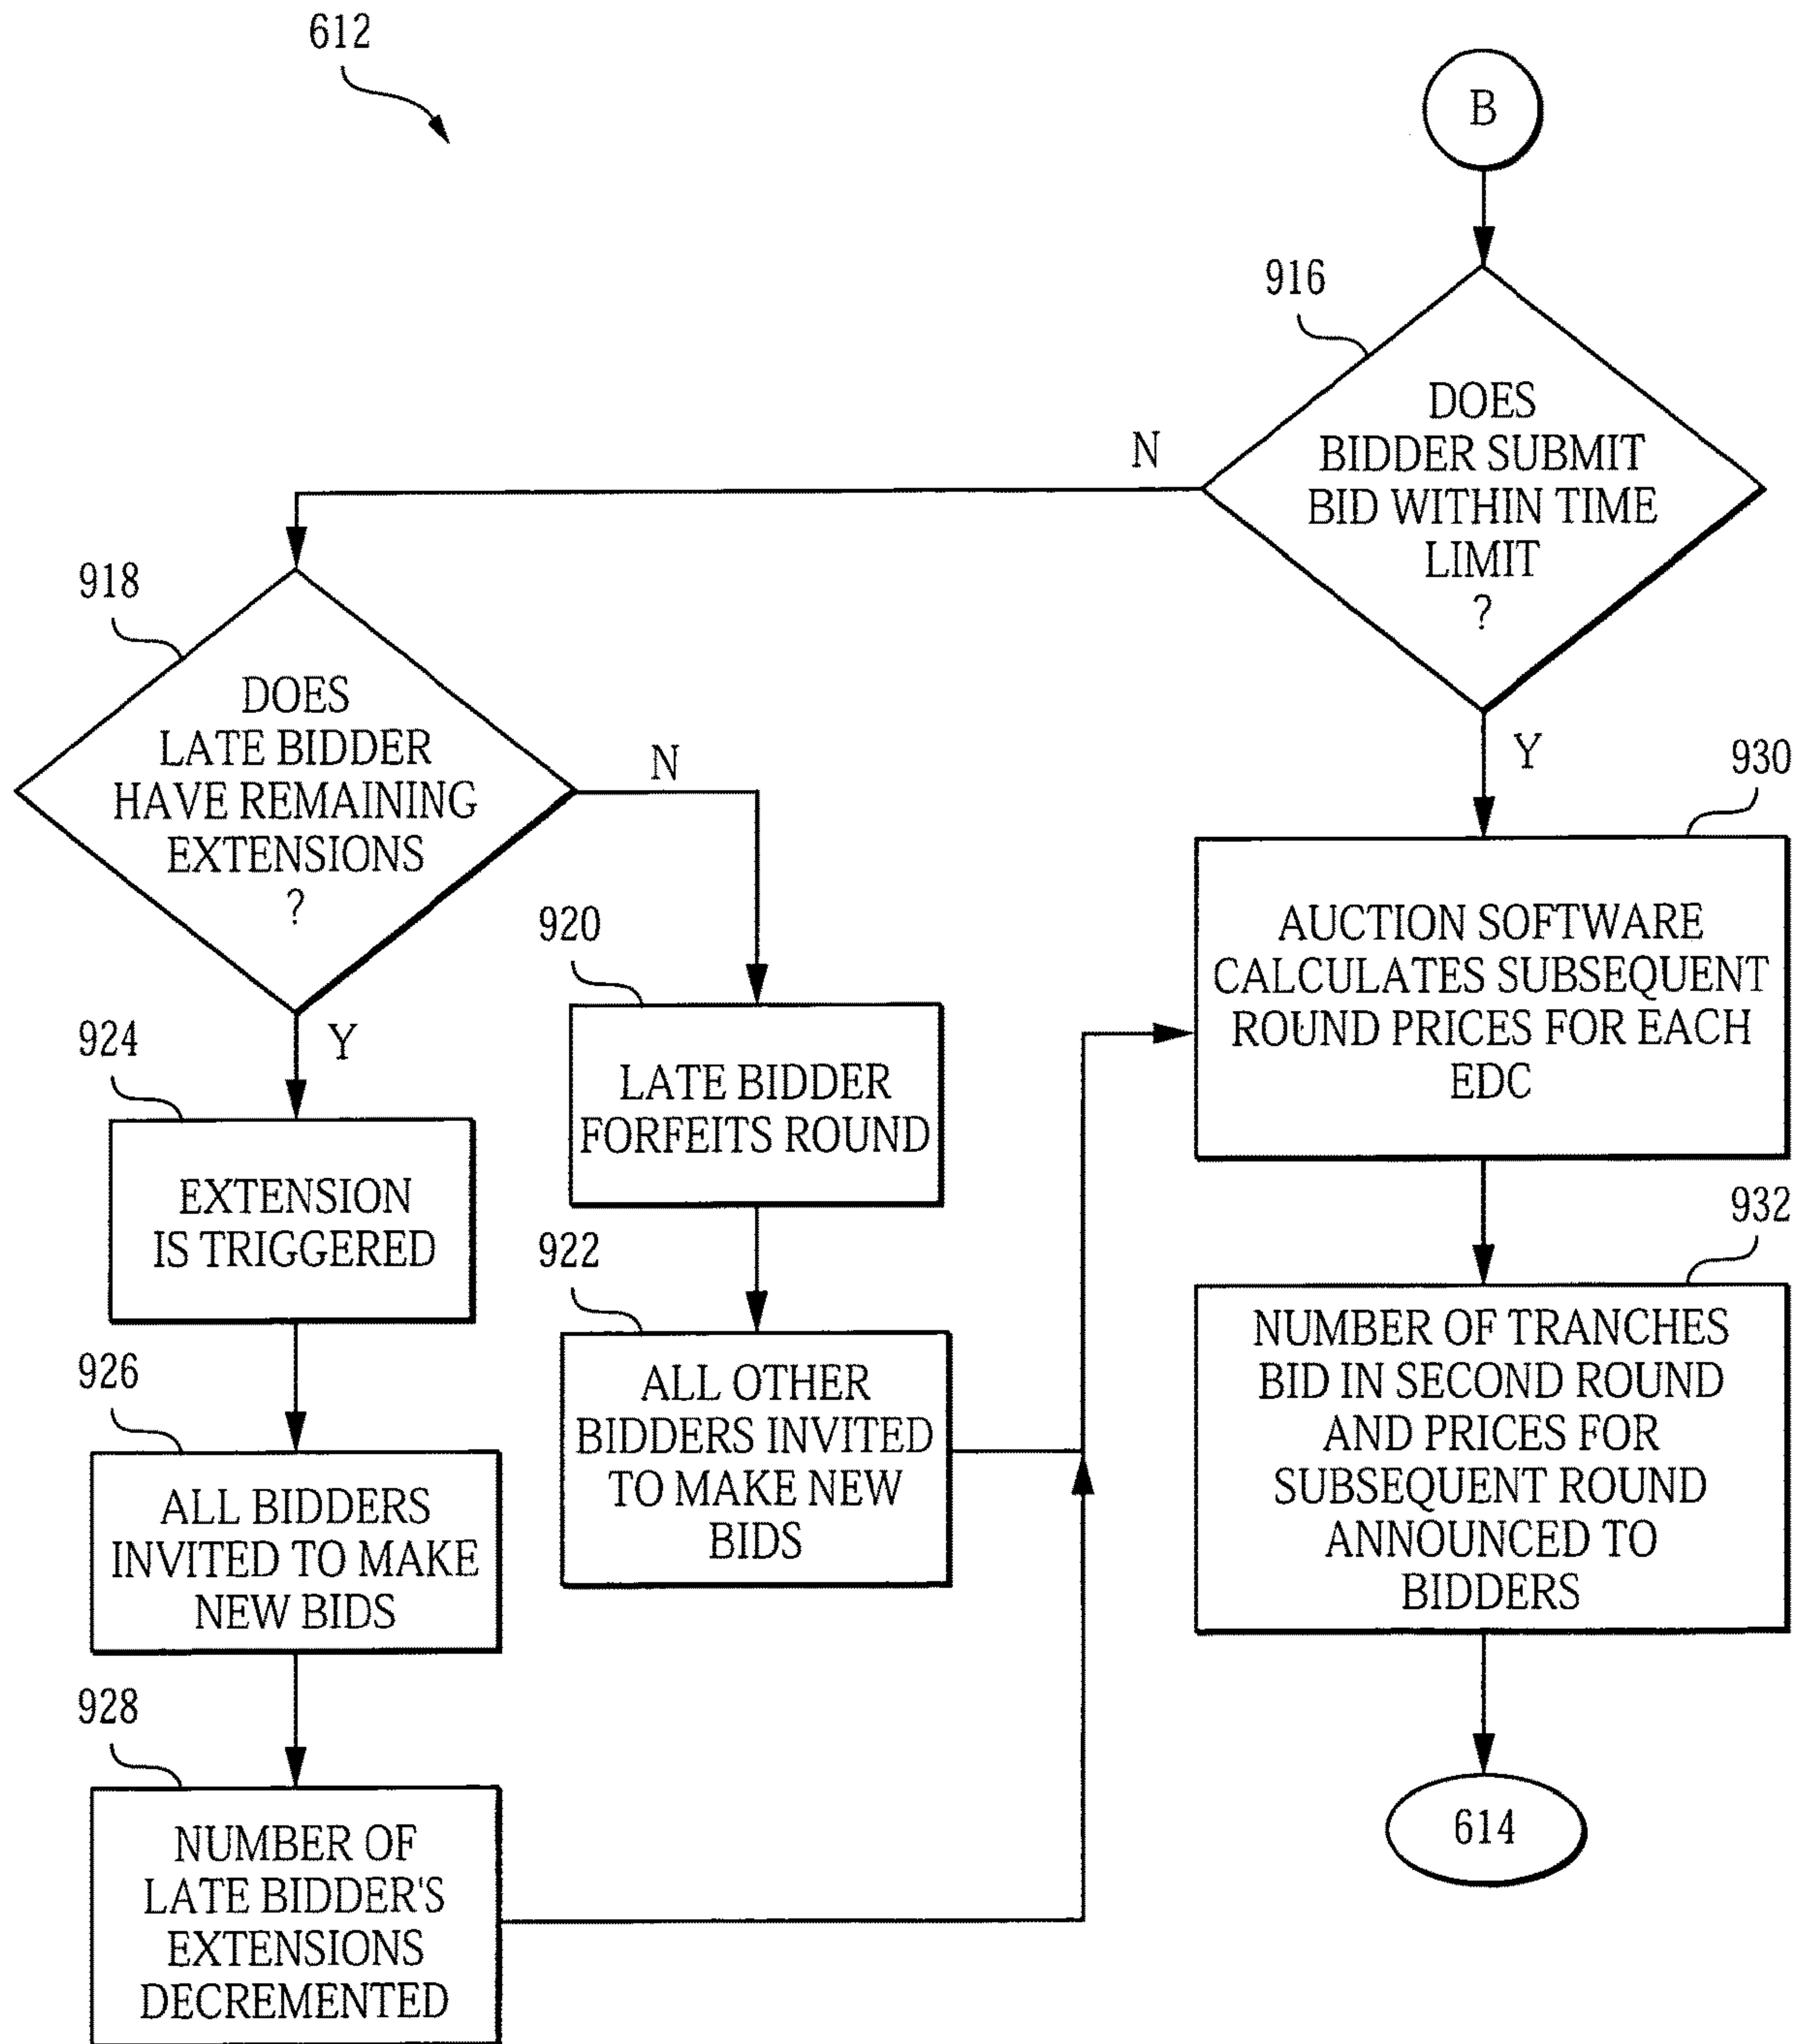 612
B
916
DOES
BIDDER SUBMIT
BID WITHIN TIME
LIMIT
?
N
Y
918
DOES
LATE BIDDER
HAVE REMAINING
EXTENSIONS
?
N
Y
920
LATE BIDDER
FORFEITS ROUND
922
ALL OTHER
BIDDERS INVITED
TO MAKE NEW
BIDS
924
EXTENSION
IS TRIGGERED
926
ALL BIDDERS
INVITED TO MAKE
NEW BIDS
928
NUMBER OF
LATE BIDDER'S
EXTENSIONS
DECREMENTED
930
AUCTION SOFTWARE
CALCULATES SUBSEQUENT
ROUND PRICES FOR EACH
EDC
932
NUMBER OF TRANCHES
BID IN SECOND ROUND
AND PRICES FOR
SUBSEQUENT ROUND
ANNOUNCED TO
BIDDERS
614